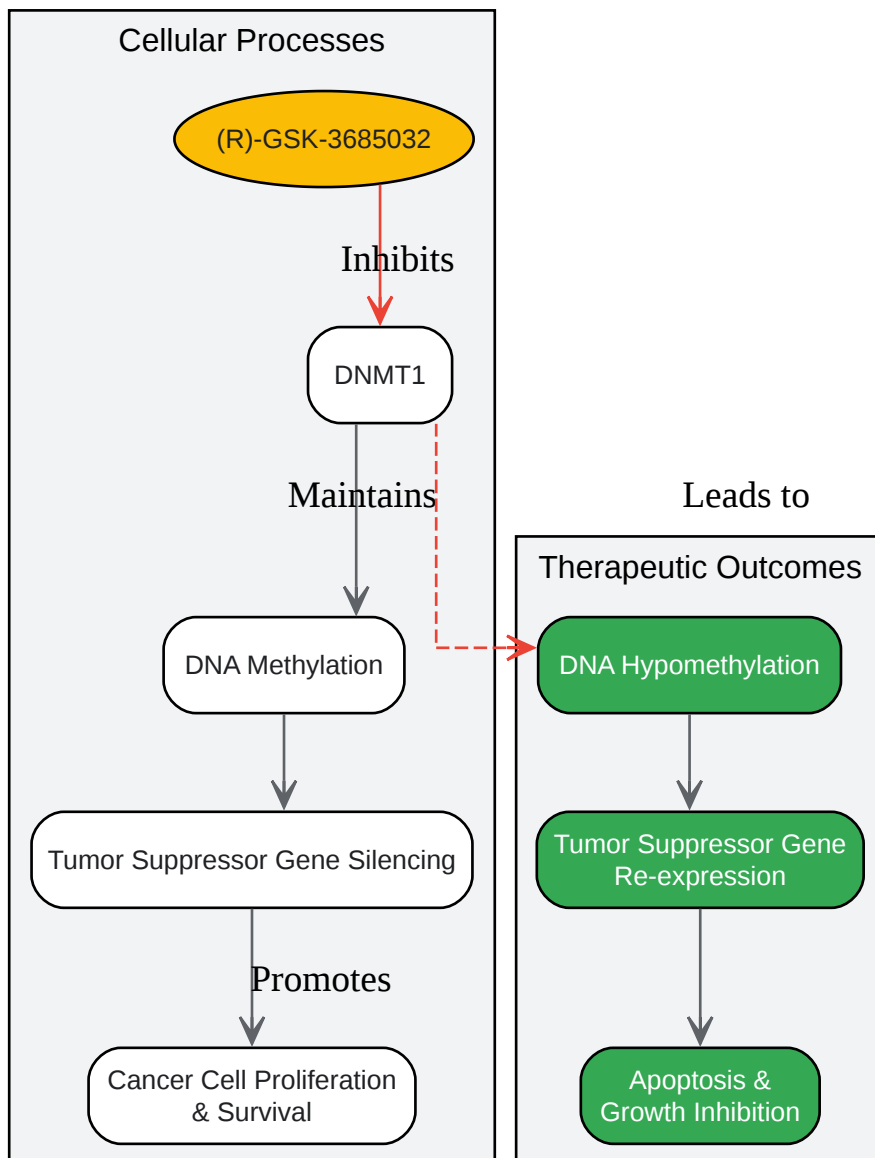 Cellular Processes
(R)-GSK-3685032
Inhibits
DNMT1
Maintains
DNA Methylation
Tumor Suppressor Gene Silencing
Promotes
Cancer Cell Proliferation
& Survival
Leads to
Therapeutic Outcomes
DNA Hypomethylation
Tumor Suppressor Gene
Re-expression
Apoptosis &
Growth Inhibition